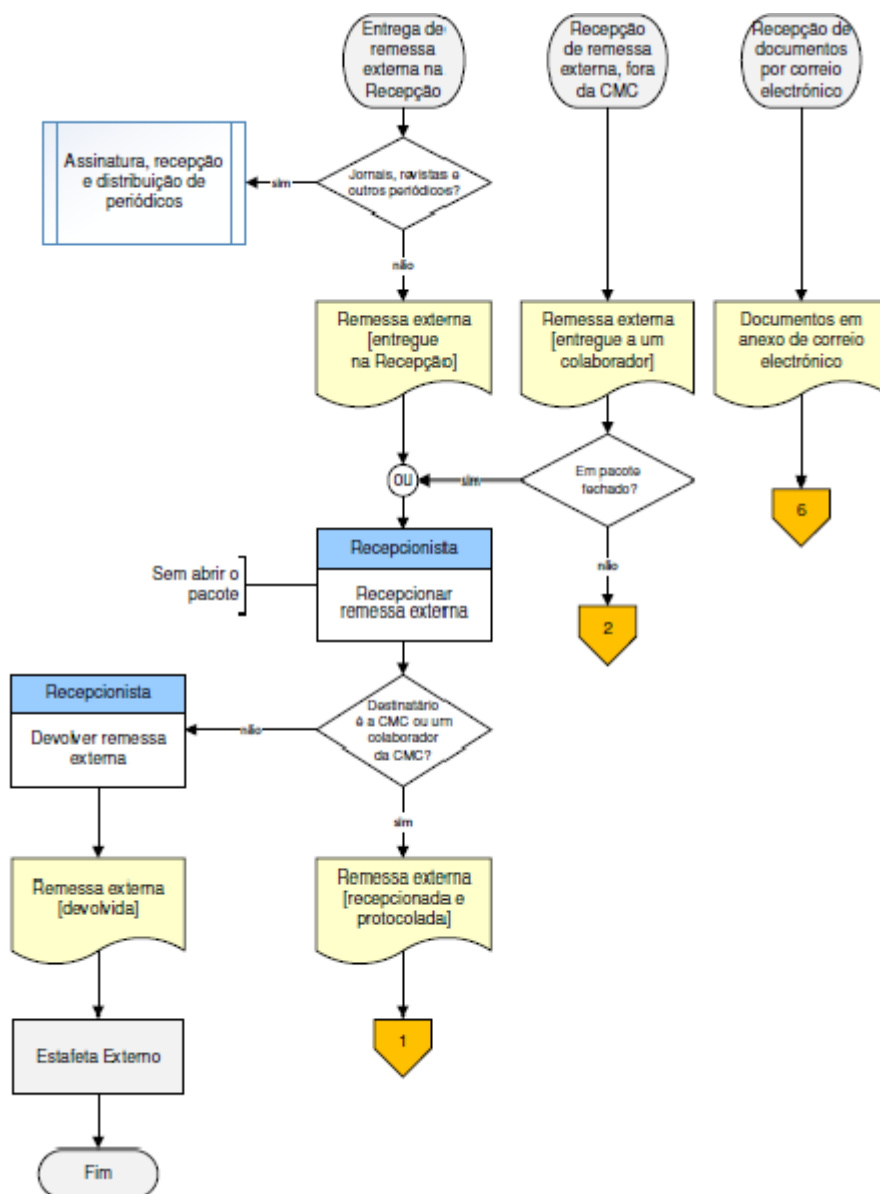 Entrega de
remessa
externa na
Recepção
Recepção
de remessa
externa, fora
da CMC
Recepção de
documentos
por correio
electrónico
Assinatura, recepção
e distribuição de
periódicos
sim
Jornais, revistas e
outros periódicos?
não
Remessa externa
[entregue
na Recepção]
Remessa externa
[entregue a um
colaborador]
Documentos em
anexo de correio
electrónico
OU
sim
Em pacote
fechado?
6
não
2
Sem abrir o
pacote
Recepcionista
Recepcionar
remessa externa
Recepcionista
Devolver remessa
externa
não
Destinatário
é a CMC ou um
colaborador
da CMC?
sim
Remessa externa
[devolvida]
Remessa externa
[recepcionada e
protocolada]
Estafeta Externo
1
Fim